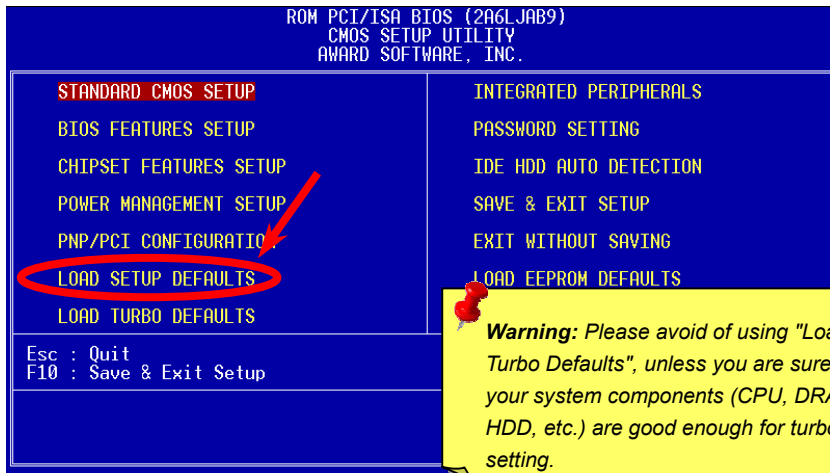 ROM PCI/ISA BIOS (2A6LJAB9)
CMOS SETUP UTILITY
AWARD SOFTWARE, INC.
STANDARD CMOS SETUP
BIOS FEATURES SETUP
CHIPSET FEATURES SETUP
POWER MANAGEMENT SETUP
PNP/PCI CONFIGURATION
LOAD SETUP DEFAULTS
LOAD TURBO DEFAULTS
INTEGRATED PERIPHERALS
PASSWORD SETTING
IDE HDD AUTO DETECTION
SAVE & EXIT SETUP
EXIT WITHOUT SAVING
LOAD EEPROM DEFAULTS
Esc : Quit
F10 : Save & Exit Setup
Warning: Please avoid of using "Loa
Turbo Defaults", unless you are sure
your system components (CPU, DRA
HDD, etc.) are good enough for turbo
setting.